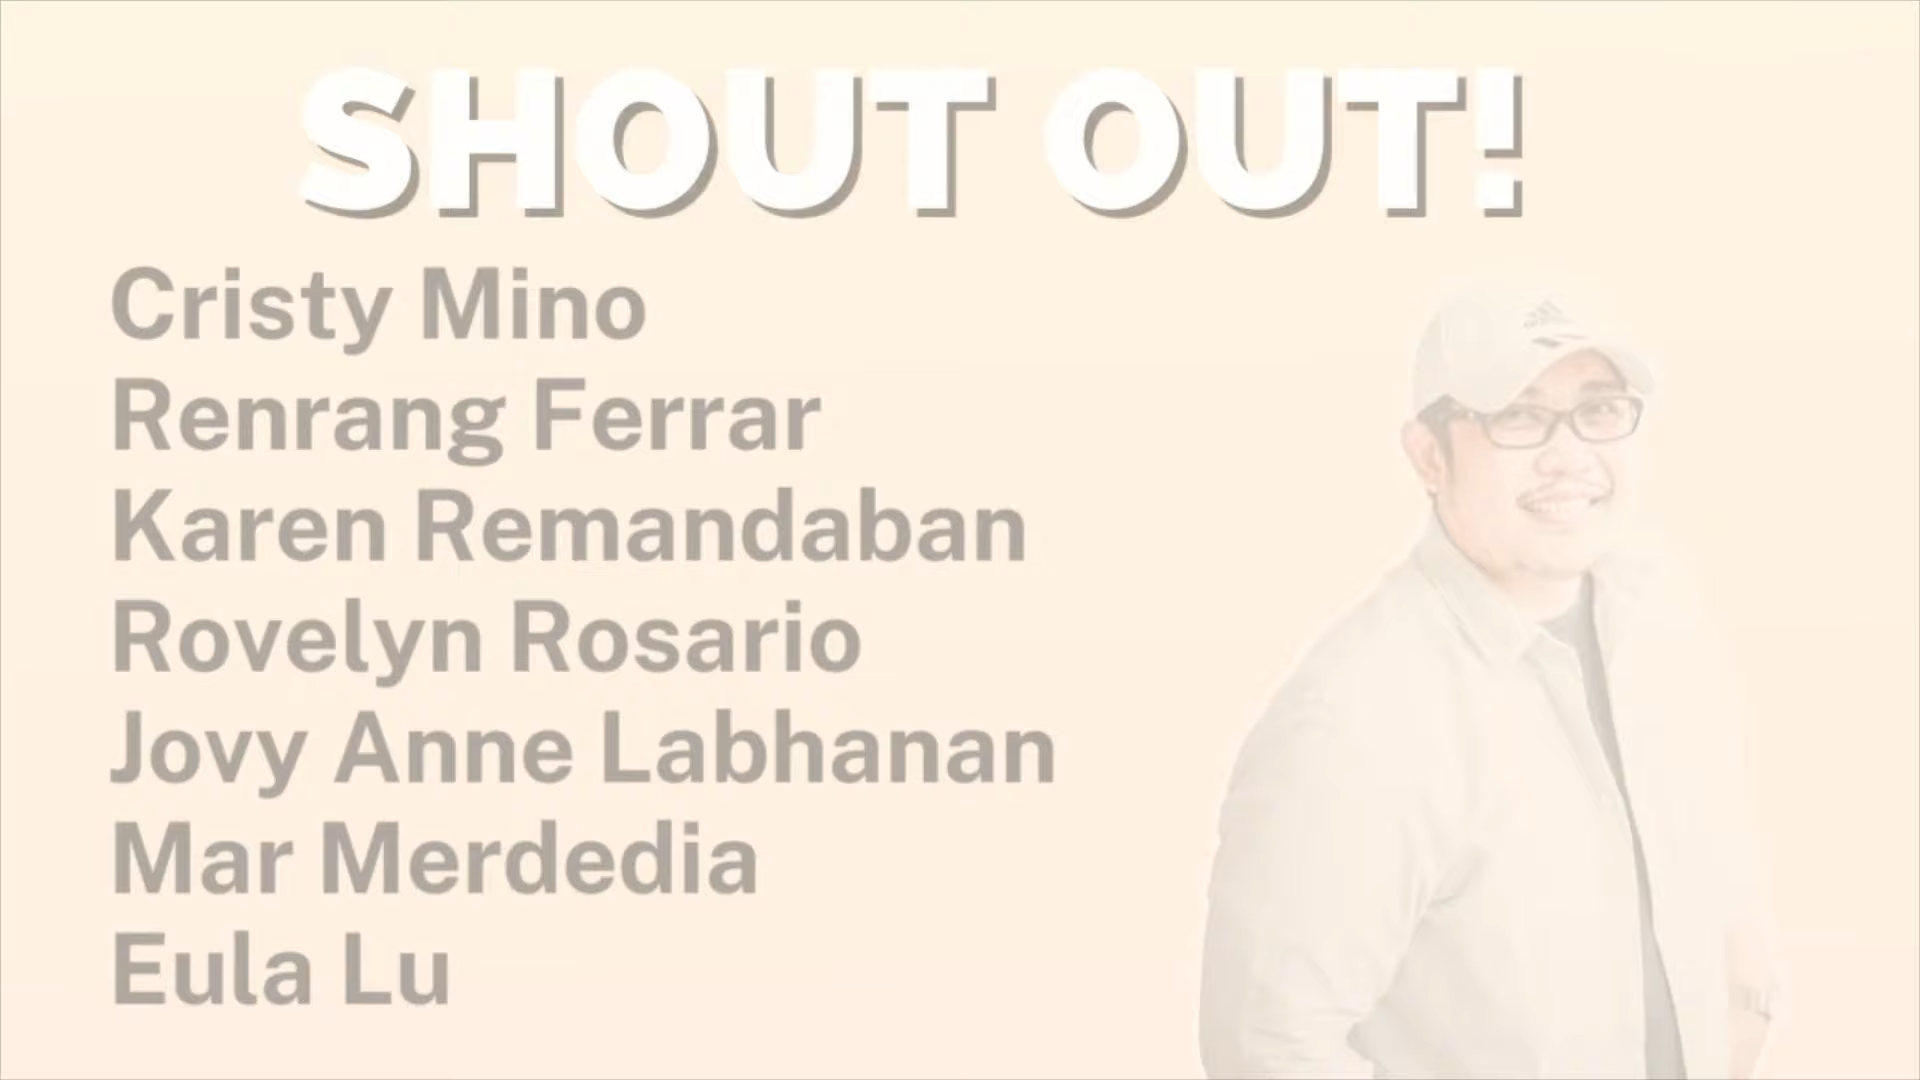 SHOUT OUT!
Cristy Mino
Renrang Ferrar
Karen Remandaban
Rovelyn Rosario
Jovy Anne Labhanan
Mar Merdedia
Eula Lu